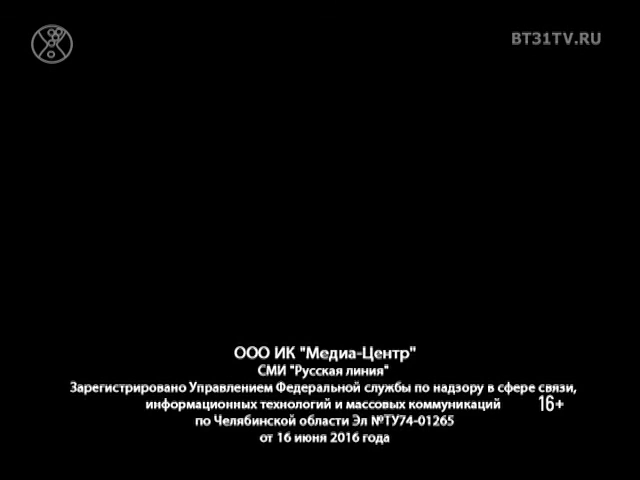 BT31TV.RU
ООО ИК "Медиа-Центр"
СМИ "Русская линия"
Зарегистрировано Управлением Федеральной службы по надзору в сфере связи,
информационных технологий и массовых коммуникаций
16+
по Челябинской области Эл №ТУ74-01265
от 16 июня 2016 года